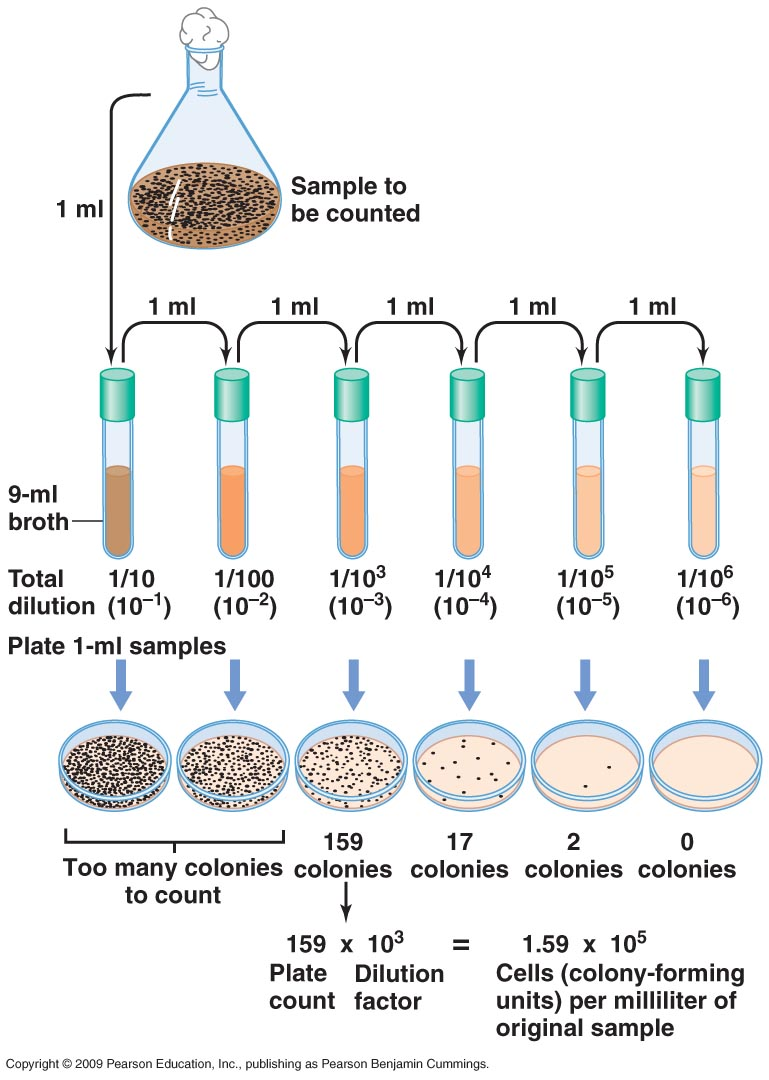 1 ml
Sample to
be counted
1 ml 1 ml 1 ml 1 ml 1 ml
9-ml
broth
Total 1/10 1/100 1/10³ 1/10⁴ 1/10⁵ 1/10⁶
dilution (10⁻¹) (10⁻²) (10⁻³) (10⁻⁴) (10⁻⁵) (10⁻⁶)
Plate 1-ml samples
159 17 2 0
Too many colonies colonies colonies colonies colonies
to count
159 x 10³ = 1.59 x 10⁵
Plate Dilution Cells (colony-forming
count factor units) per milliliter of
original sample
Copyright © 2009 Pearson Education, Inc., publishing as Pearson Benjamin Cummings.